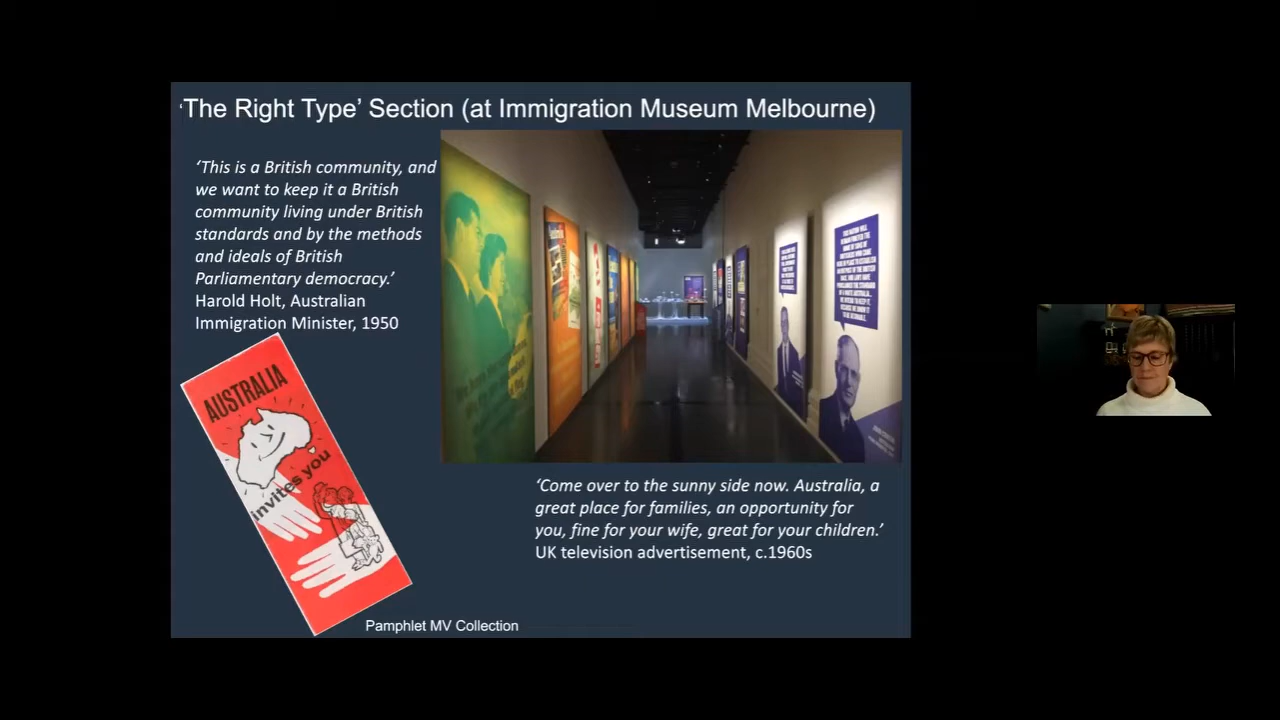 ‘The Right Type’ Section (at Immigration Museum Melbourne)
‘This is a British community, and
we want to keep it a British
community living under British
standards and by the methods
and ideals of British
Parliamentary democracy.’
Harold Holt, Australian
Immigration Minister, 1950
AUSTRALIA
invites you
‘Come over to the sunny side now. Australia, a
great place for families, an opportunity for
you, fine for your wife, great for your children.’
UK television advertisement, c.1960s
Pamphlet MV Collection